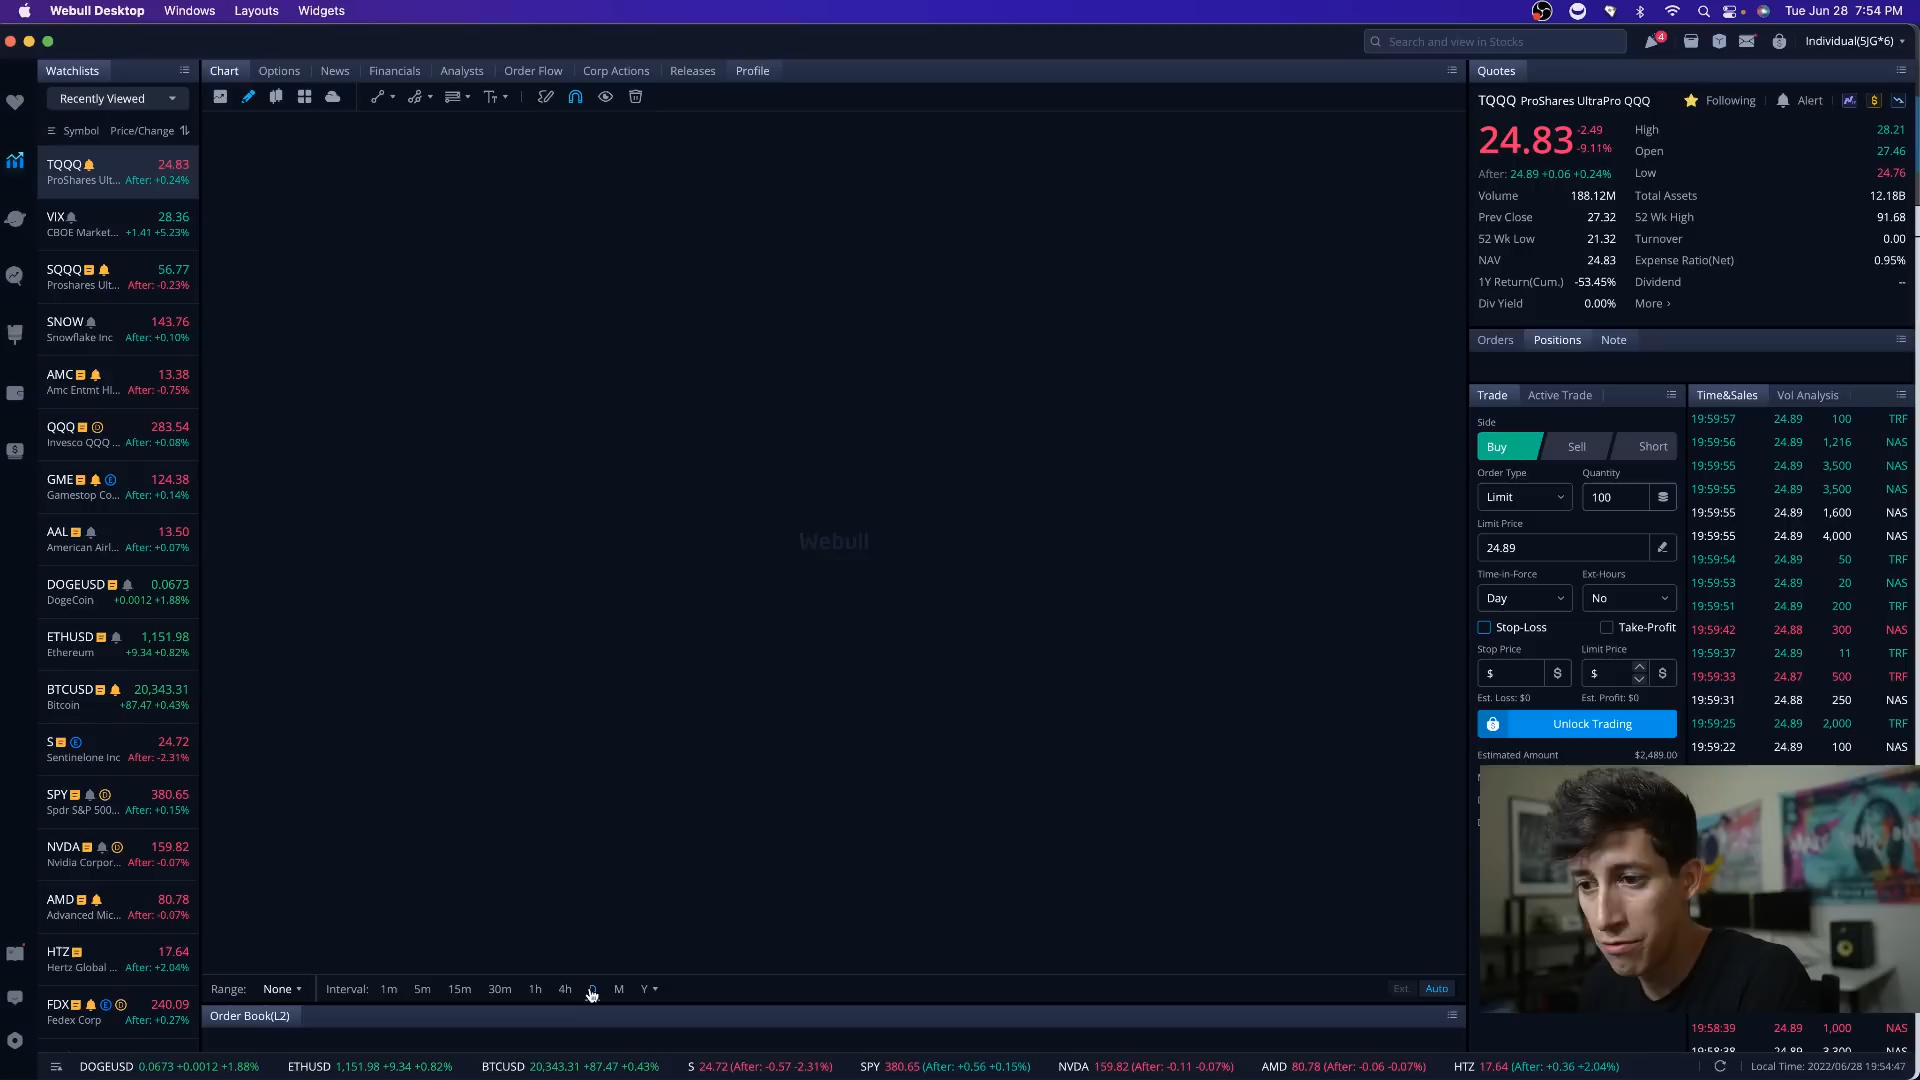 Webull Desktop Windows Layouts Widgets Tue Jun 28 7:54 PM
Search and view in Stocks 4 Individual(5JG*6)
Watchlists
Recently Viewed
Symbol Price/Change
TQQQ 24.83
ProShares Ult... After: +0.24%
VIX 28.36
CBOE Market... +1.41 +5.23%
SQQQ 56.77
Proshares Ult... After: -0.23%
SNOW 143.76
Snowflake Inc After: +0.10%
AMC 13.38
Amc Entmt Hl... After: -0.75%
QQQ D 283.54
Invesco QQQ ... After: +0.08%
GME E 124.38
Gamestop Co... After: +0.14%
AAL 13.50
American Airl... After: +0.07%
DOGEUSD 0.0673
DogeCoin +0.0012 +1.88%
ETHUSD 1,151.98
Ethereum +9.34 +0.82%
BTCUSD 20,343.31
Bitcoin +87.47 +0.43%
S E 24.72
Sentinelone Inc After: -2.31%
SPY D 380.65
Spdr S&P 500... After: +0.15%
NVDA D 159.82
Nvidia Corpor... After: -0.07%
AMD 80.78
Advanced Mic... After: -0.07%
HTZ 17.64
Hertz Global ... After: +2.04%
FDX E D 240.09
Fedex Corp After: +0.27%
Chart Options News Financials Analysts Order Flow Corp Actions Releases Profile
Tт
Webull
Range: None Interval: 1m 5m 15m 30m 1h 4h D M Y Ext. Auto
Order Book(L2)
Quotes
TQQQ ProShares UltraPro QQQ Following Alert
24.83 -2.49
-9.11%
After: 24.89 +0.06 +0.24%
High 28.21
Open 27.46
Low 24.76
Volume 188.12M Total Assets 12.18B
Prev Close 27.32 52 Wk High 91.68
52 Wk Low 21.32 Turnover 0.00
NAV 24.83 Expense Ratio(Net) 0.95%
1Y Return(Cum.) -53.45% Dividend --
Div Yield 0.00% More ›
Orders Positions Note
Trade Active Trade
Side
Buy Sell Short
Order Type Quantity
Limit 100
Limit Price
24.89
Time-in-Force Ext-Hours
Day No
Stop-Loss Take-Profit
Stop Price Limit Price
$ $ $ $
Est. Loss: $0 Est. Profit: $0
Unlock Trading
Estimated Amount $2,489.00
Time&Sales Vol Analysis
19:59:57 24.89 100 TRF
19:59:56 24.89 1,216 NAS
19:59:55 24.89 3,500 NAS
19:59:55 24.89 3,500 NAS
19:59:55 24.89 1,600 NAS
19:59:55 24.89 4,000 NAS
19:59:54 24.89 50 TRF
19:59:53 24.89 20 NAS
19:59:51 24.89 200 TRF
19:59:42 24.88 300 NAS
19:59:37 24.89 11 TRF
19:59:33 24.87 500 TRF
19:59:31 24.88 250 NAS
19:59:25 24.89 2,000 TRF
19:59:22 24.89 100 NAS
19:58:39 24.89 1,000 NAS
19:58:38 24.89 3,300 NAS
DOGEUSD 0.0673 +0.0012 +1.88% ETHUSD 1,151.98 +9.34 +0.82% BTCUSD 20,343.31 +87.47 +0.43% S 24.72 (After: -0.57 -2.31%) SPY 380.65 (After: +0.56 +0.15%) NVDA 159.82 (After: -0.11 -0.07%) AMD 80.78 (After: -0.06 -0.07%) HTZ 17.64 (After: +0.36 +2.04%) Local Time: 2022/06/28 19:54:47